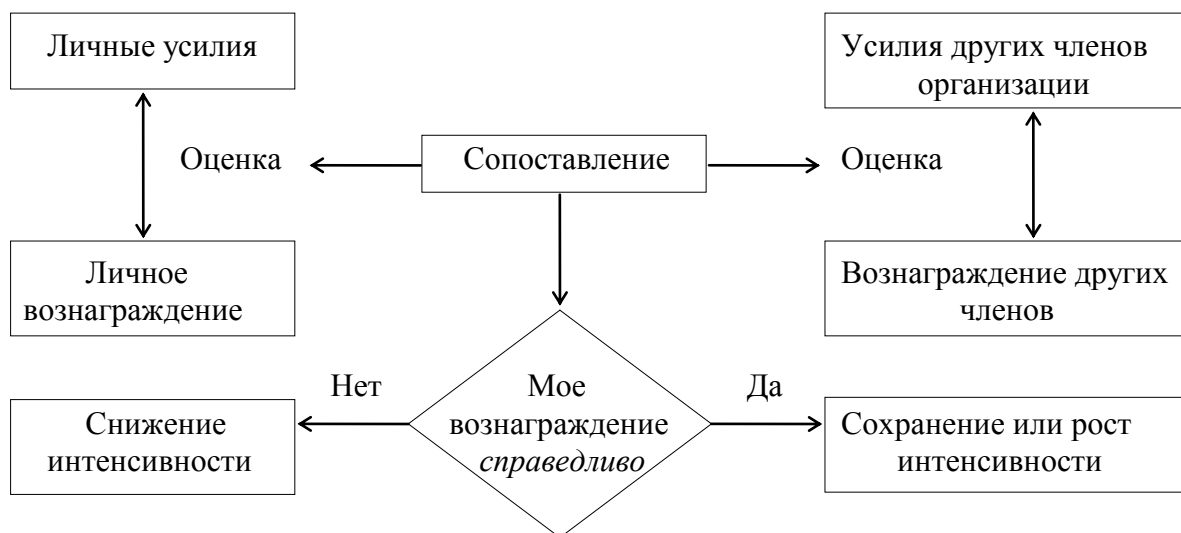 Личные усилия
Усилия других членов
организации
Оценка
Сопоставление
Оценка
Личное
вознаграждение
Вознаграждение других
членов
Нет
Мое
вознаграждение
справедливо
Да
Снижение
интенсивности
Сохранение или рост
интенсивности